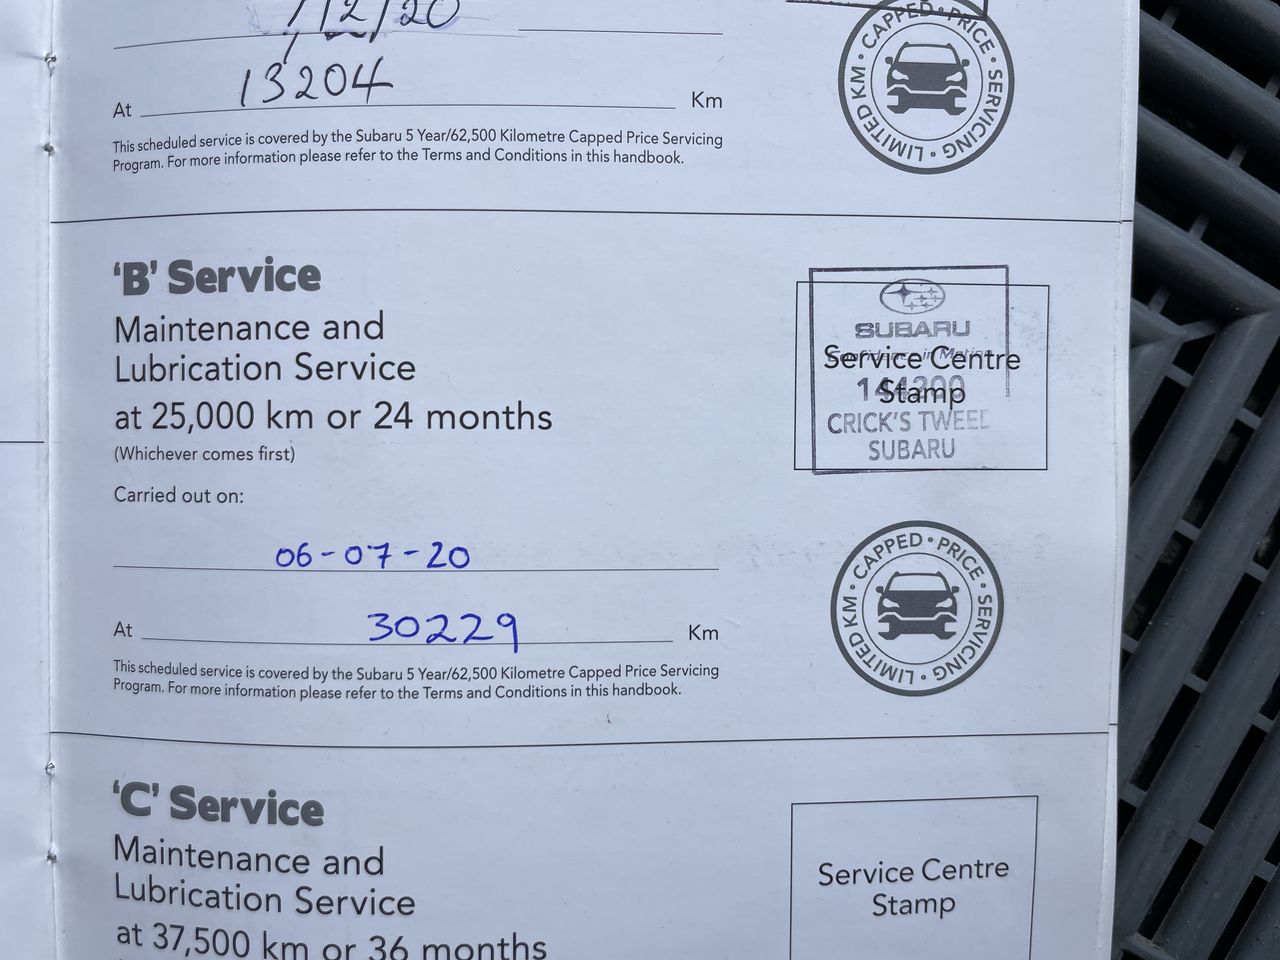 /12/20
At 13204 Km
This scheduled service is covered by the Subaru 5 Year/62,500 Kilometre Capped Price Servicing
Program. For more information please refer to the Terms and Conditions in this handbook.
LIMITED KM • CAPPED • PRICE • SERVICING •
'B' Service
Maintenance and
Lubrication Service
at 25,000 km or 24 months
(Whichever comes first)
Carried out on:
06-07-20
At 30229 Km
This scheduled service is covered by the Subaru 5 Year/62,500 Kilometre Capped Price Servicing
Program. For more information please refer to the Terms and Conditions in this handbook.
SUBARU
Service Centre
Stamp
CRICK'S TWEED
SUBARU
LIMITED KM • CAPPED • PRICE • SERVICING •
'C' Service
Maintenance and
Lubrication Service
at 37,500 km or 36 months
Service Centre
Stamp